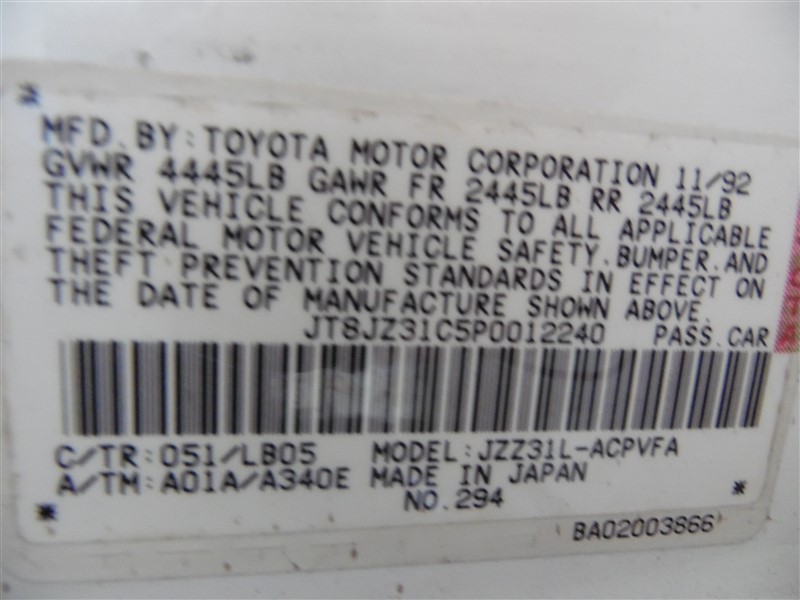 MFD. BY: TOYOTA MOTOR CORPORATION 11/92
GVWR 4445LB GAWR FR 2445LB RR 2445LB
THIS VEHICLE CONFORMS TO ALL APPLICABLE
FEDERAL MOTOR VEHICLE SAFETY, BUMPER, AND
THEFT PREVENTION STANDARDS IN EFFECT ON
THE DATE OF MANUFACTURE SHOWN ABOVE.
JT8JZ31C5P0012240 PASS. CAR
C/TR: 051/LB05 MODEL: JZZ31L-ACPVFA
A/TM: A01A/A340E MADE IN JAPAN
NO. 294
BA02003866